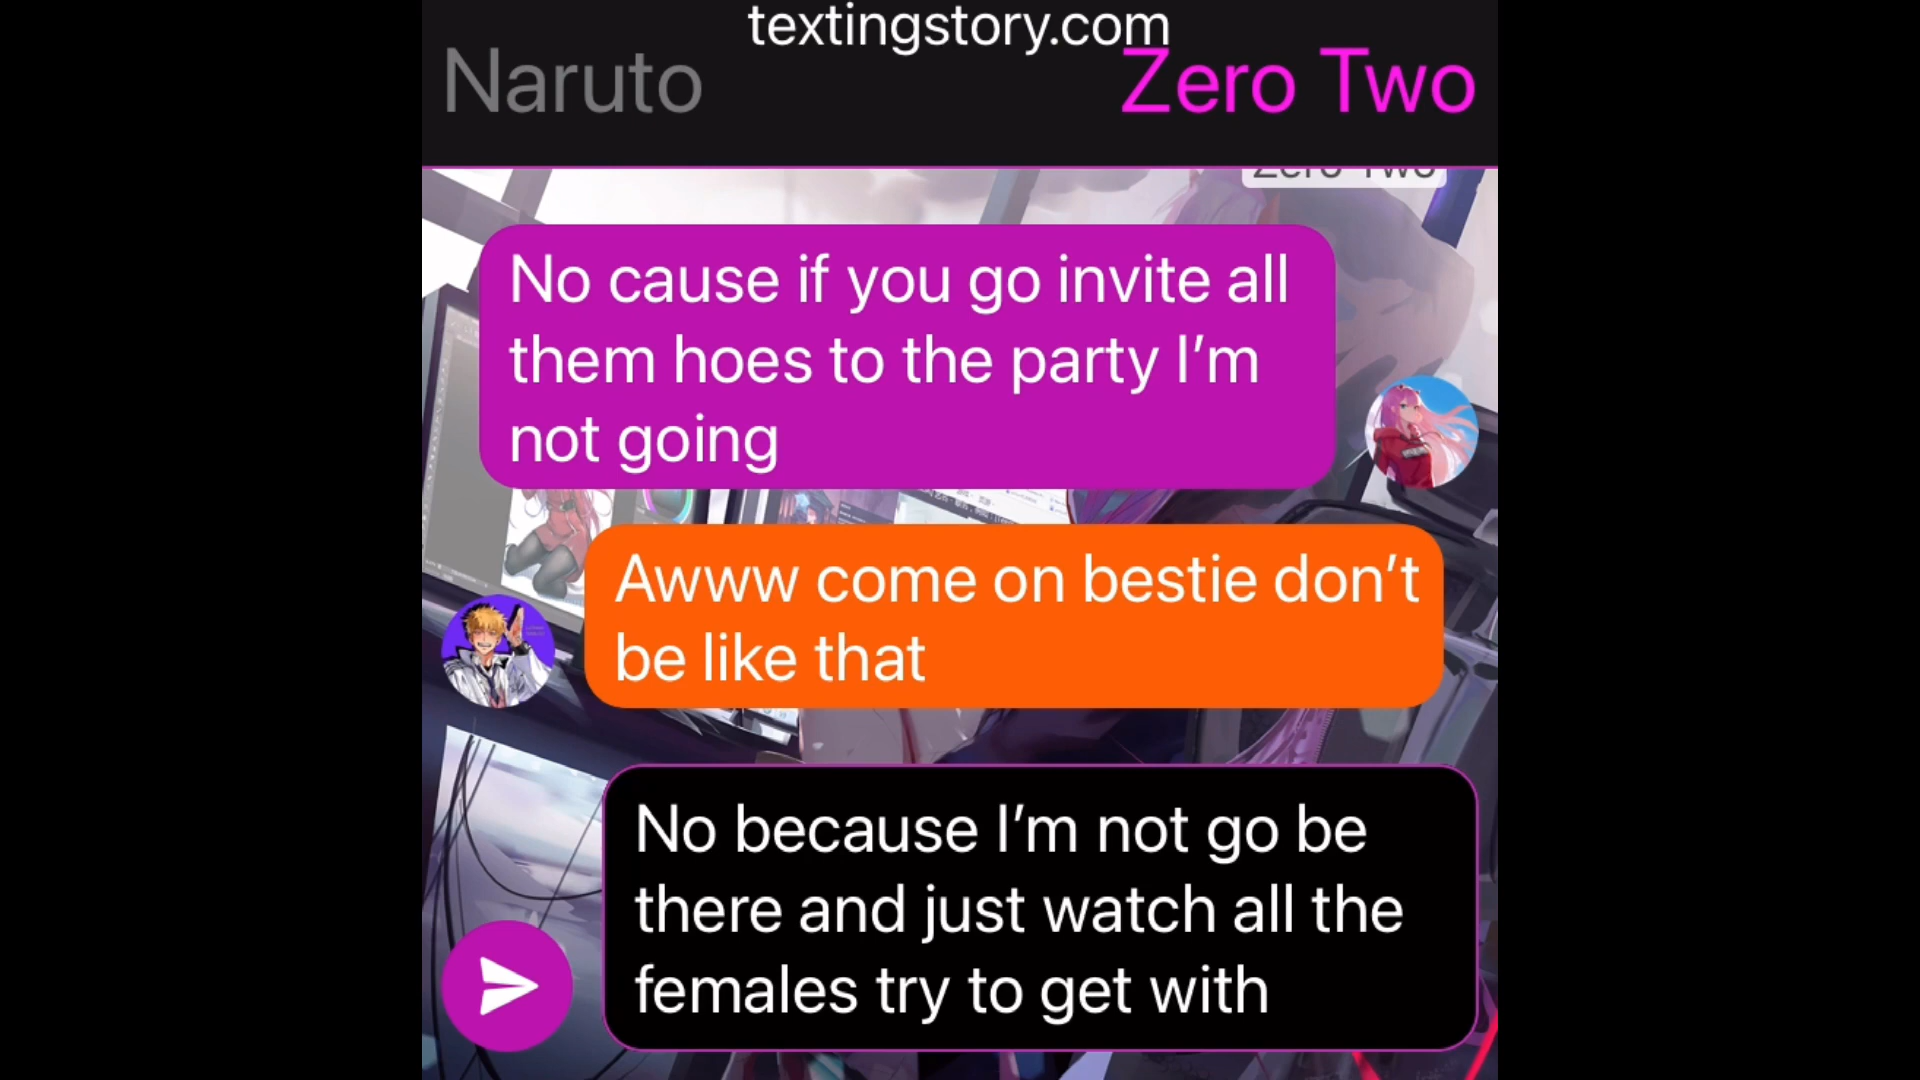 textingstory.com
Naruto
Zero Two
Zero Two
No cause if you go invite all
them hoes to the party I’m
not going
Awww come on bestie don’t
be like that
No because I’m not go be
there and just watch all the
females try to get with